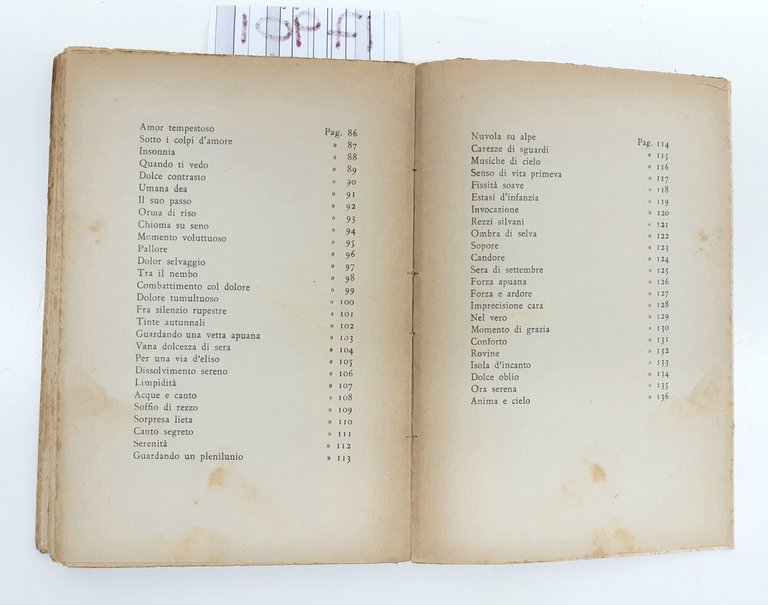 Amor tempestoso Pag. 86
Sotto i colpi d'amore » 87
Insonnia » 88
Quando ti vedo » 89
Dolce contrasto » 90
Umana dea » 91
Il suo passo » 92
Orma di riso » 93
Chioma su seno » 94
Momento voluttuoso » 95
Pallore » 96
Dolor selvaggio » 97
Tra il nembo » 98
Combattimento col dolore » 99
Dolore tumultuoso » 100
Fra silenzio rupestre » 101
Tinte autunnali » 102
Guardando una vetta apuana » 103
Vana dolcezza di sera » 104
Per una via d'eliso » 105
Dissolvimento sereno » 106
Limpidità » 107
Acque e canto » 108
Soffio di rezzo » 109
Sorpresa lieta » 110
Canto segreto » 111
Serenità » 112
Guardando un plenilunio » 113
Nuvola su alpe Pag. 114
Carezze di sguardi » 115
Musiche di cielo » 116
Senso di vita primeva » 117
Fissità soave » 118
Estasi d'infanzia » 119
Invocazione » 120
Rezzi silvani » 121
Ombra di selva » 122
Sopore » 123
Candore » 124
Sera di settembre » 125
Forza apuana » 126
Forza e ardore » 127
Imprecisione cara » 128
Nel vero » 129
Momento di grazia » 130
Conforto » 131
Rovine » 132
Isola d'incanto » 133
Dolce oblio » 134
Ora serena » 135
Anima e cielo » 136